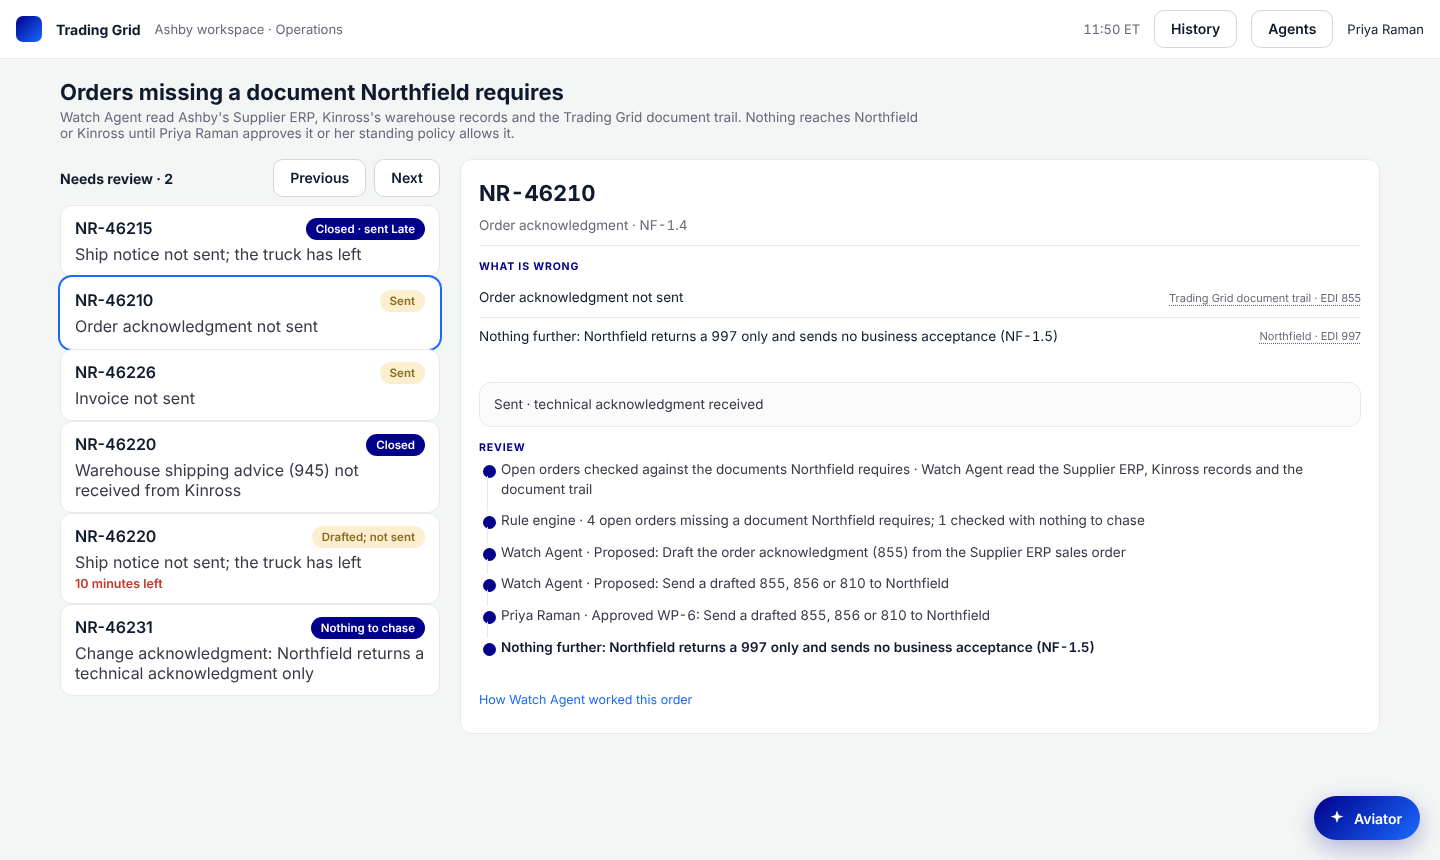 Trading Grid
Ashby workspace · Operations
11:50 ET
History
Agents
Priya Raman
Orders missing a document Northfield requires
Watch Agent read Ashby's Supplier ERP, Kinross's warehouse records and the Trading Grid document trail. Nothing reaches Northfield
or Kinross until Priya Raman approves it or her standing policy allows it.
Needs review · 2
Previous
Next
NR-46215
Closed · sent Late
Ship notice not sent; the truck has left
NR-46210
Sent
Order acknowledgment not sent
NR-46226
Sent
Invoice not sent
NR-46220
Closed
Warehouse shipping advice (945) not
received from Kinross
NR-46220
Drafted; not sent
Ship notice not sent; the truck has left
10 minutes left
NR-46231
Nothing to chase
Change acknowledgment: Northfield returns a
technical acknowledgment only
NR-46210
Order acknowledgment · NF-1.4
WHAT IS WRONG
Order acknowledgment not sent
Trading Grid document trail · EDI 855
Nothing further: Northfield returns a 997 only and sends no business acceptance (NF-1.5)
Northfield · EDI 997
Sent · technical acknowledgment received
REVIEW
Open orders checked against the documents Northfield requires · Watch Agent read the Supplier ERP, Kinross records and the
document trail
Rule engine · 4 open orders missing a document Northfield requires; 1 checked with nothing to chase
Watch Agent · Proposed: Draft the order acknowledgment (855) from the Supplier ERP sales order
Watch Agent · Proposed: Send a drafted 855, 856 or 810 to Northfield
Priya Raman · Approved WP-6: Send a drafted 855, 856 or 810 to Northfield
Nothing further: Northfield returns a 997 only and sends no business acceptance (NF-1.5)
How Watch Agent worked this order
Aviator